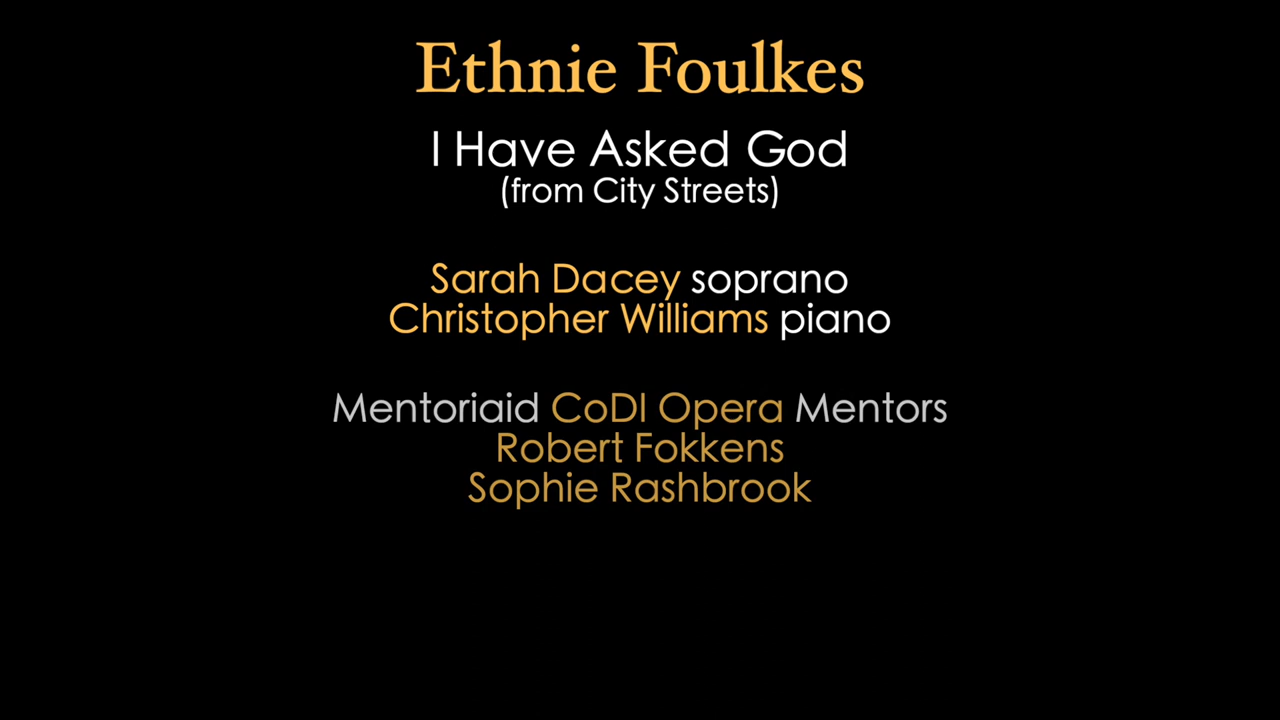 Ethnie Foulkes
I Have Asked God
(from City Streets)
Sarah Dacey soprano
Christopher Williams piano
Mentoriaid CoDI Opera Mentors
Robert Fokkens
Sophie Rashbrook